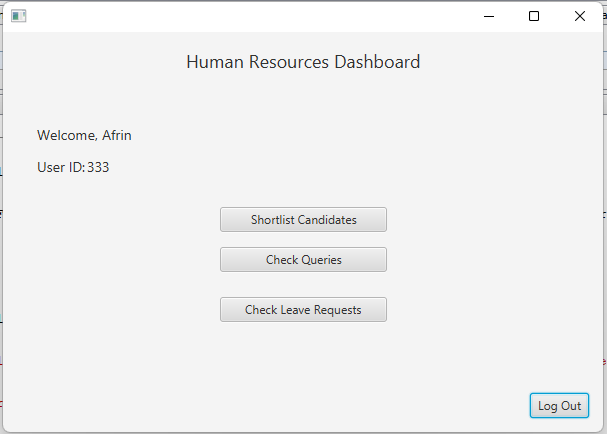 Human Resources Dashboard
Welcome, Afrin
User ID: 333
Shortlist Candidates
Check Queries
Check Leave Requests
Log Out